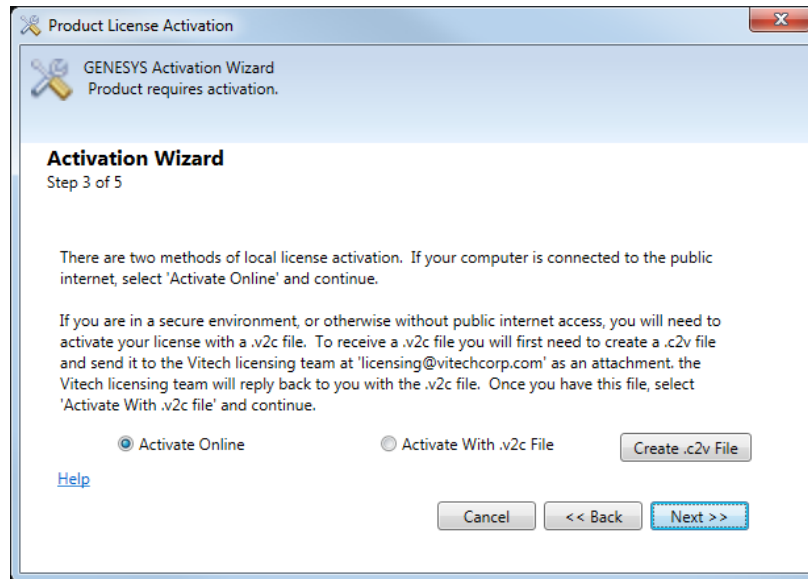 Product License Activation
GENESYS Activation Wizard
Product requires activation.
Activation Wizard
Step 3 of 5
There are two methods of local license activation.  If your computer is connected to the public
internet, select 'Activate Online' and continue.
If you are in a secure environment, or otherwise without public internet access, you will need to
activate your license with a .v2c file.  To receive a .v2c file you will first need to create a .c2v file
and send it to the Vitech licensing team at 'licensing@vitechcorp.com' as an attachment. the
Vitech licensing team will reply back to you with the .v2c file.  Once you have this file, select
'Activate With .v2c file' and continue.
Activate Online
Activate With .v2c File
Create .c2v File
Help
Cancel
<< Back
Next >>